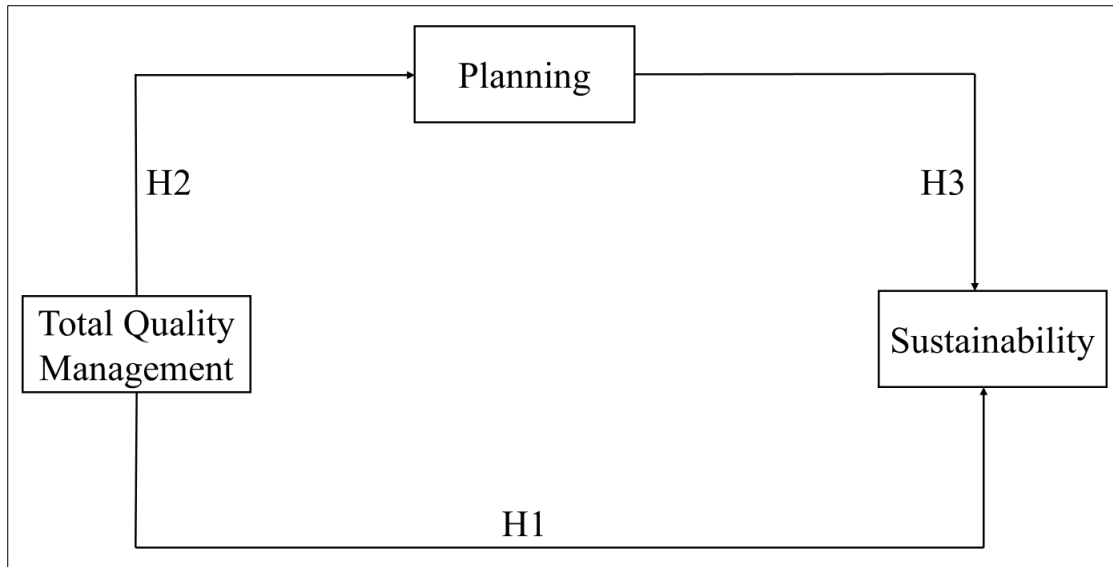 Planning
H2
H3
Total Quality
Management
Sustainability
H1